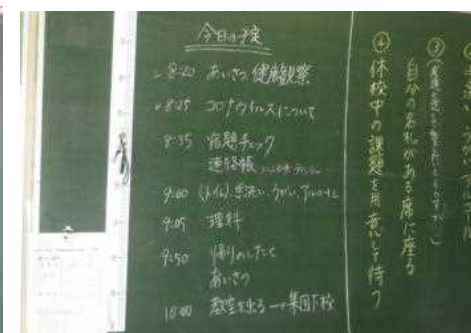 今日の予定
8:20 あいさつ、健康観察
8:25 コロナウイルスについて
8:35 宿題チェック
連絡帳
9:00 (トイレ)、手洗い、うがい、アルコール
9:05 理科
9:50 帰りのしたく
あいさつ
10:00 教室を出る→集団下校
③
自分の名札がある席に座る
④休校中の課題を用意して待つ